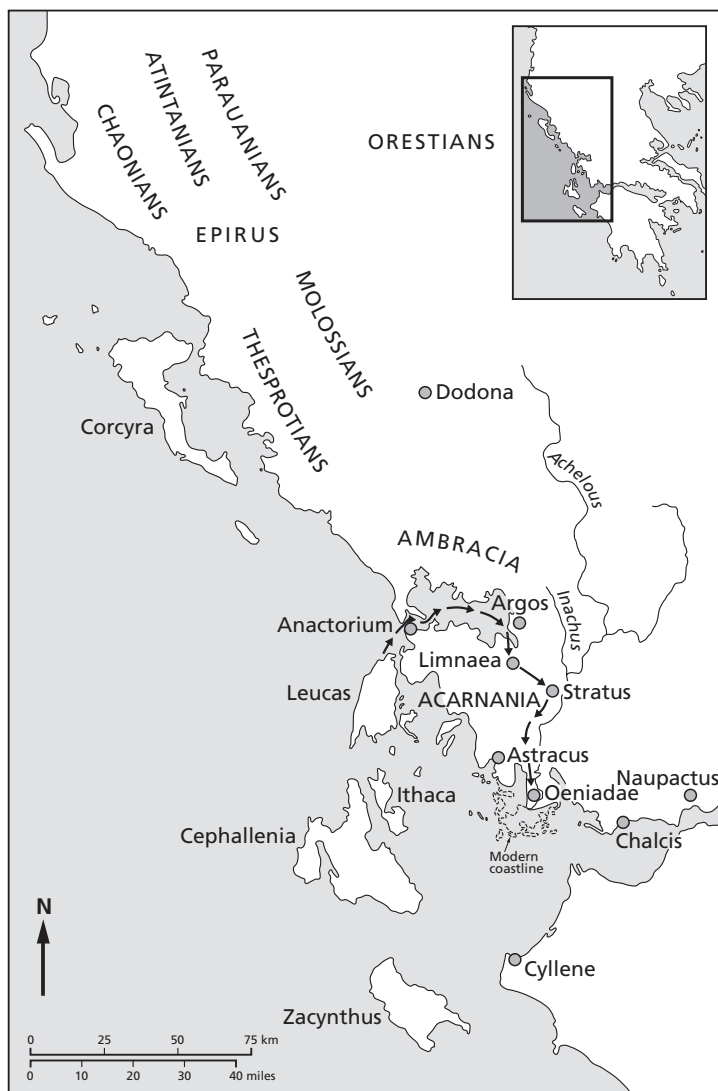 PARAUANIANS
ATINTANIANS
CHAONIANS
ORESTIANS
EPIRUS
MOLOSSIANS
THESPROTIANS
Dodona
Corcyra
Achelous
AMBRACIA
Inachus
Argos
Anactorium
Limnaea
Leucas
ACARNANIA
Stratus
Astracus
Naupactus
Ithaca
Oeniadae
Cephallenia
Chalcis
Modern
coastline
N
Cyllene
Zacynthus
0 25 50 75 km
0 10 20 30 40 miles